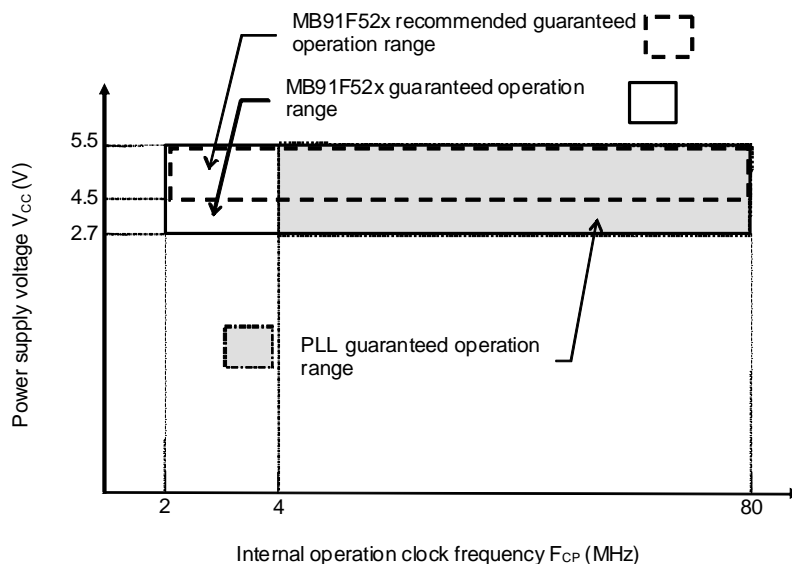 MB91F52x recommended guaranteed
operation range
MB91F52x guaranteed operation
range
Power supply voltage VCC (V)
5.5
4.5
2.7
PLL guaranteed operation
range
2
4
80
Internal operation clock frequency FCP (MHz)